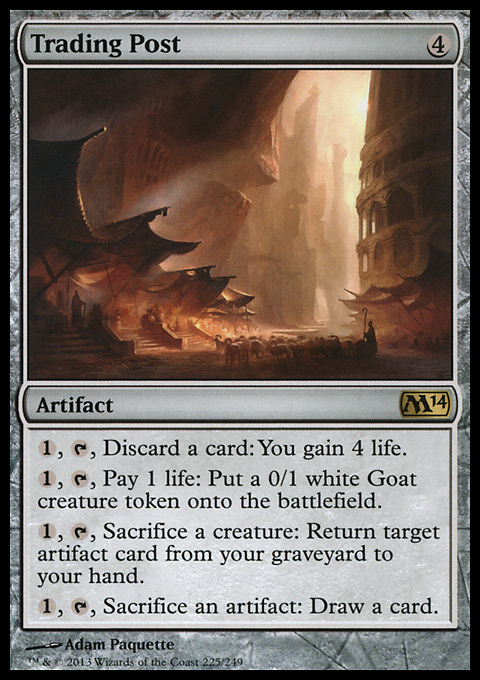 Trading Post 4
Artifact M14
1, T, Discard a card: You gain 4 life.
1, T, Pay 1 life: Put a 0/1 white Goat
creature token onto the battlefield.
1, T, Sacrifice a creature: Return target
artifact card from your graveyard to
your hand.
1, T, Sacrifice an artifact: Draw a card.
Adam Paquette
™ & © 2013 Wizards of the Coast 225/249